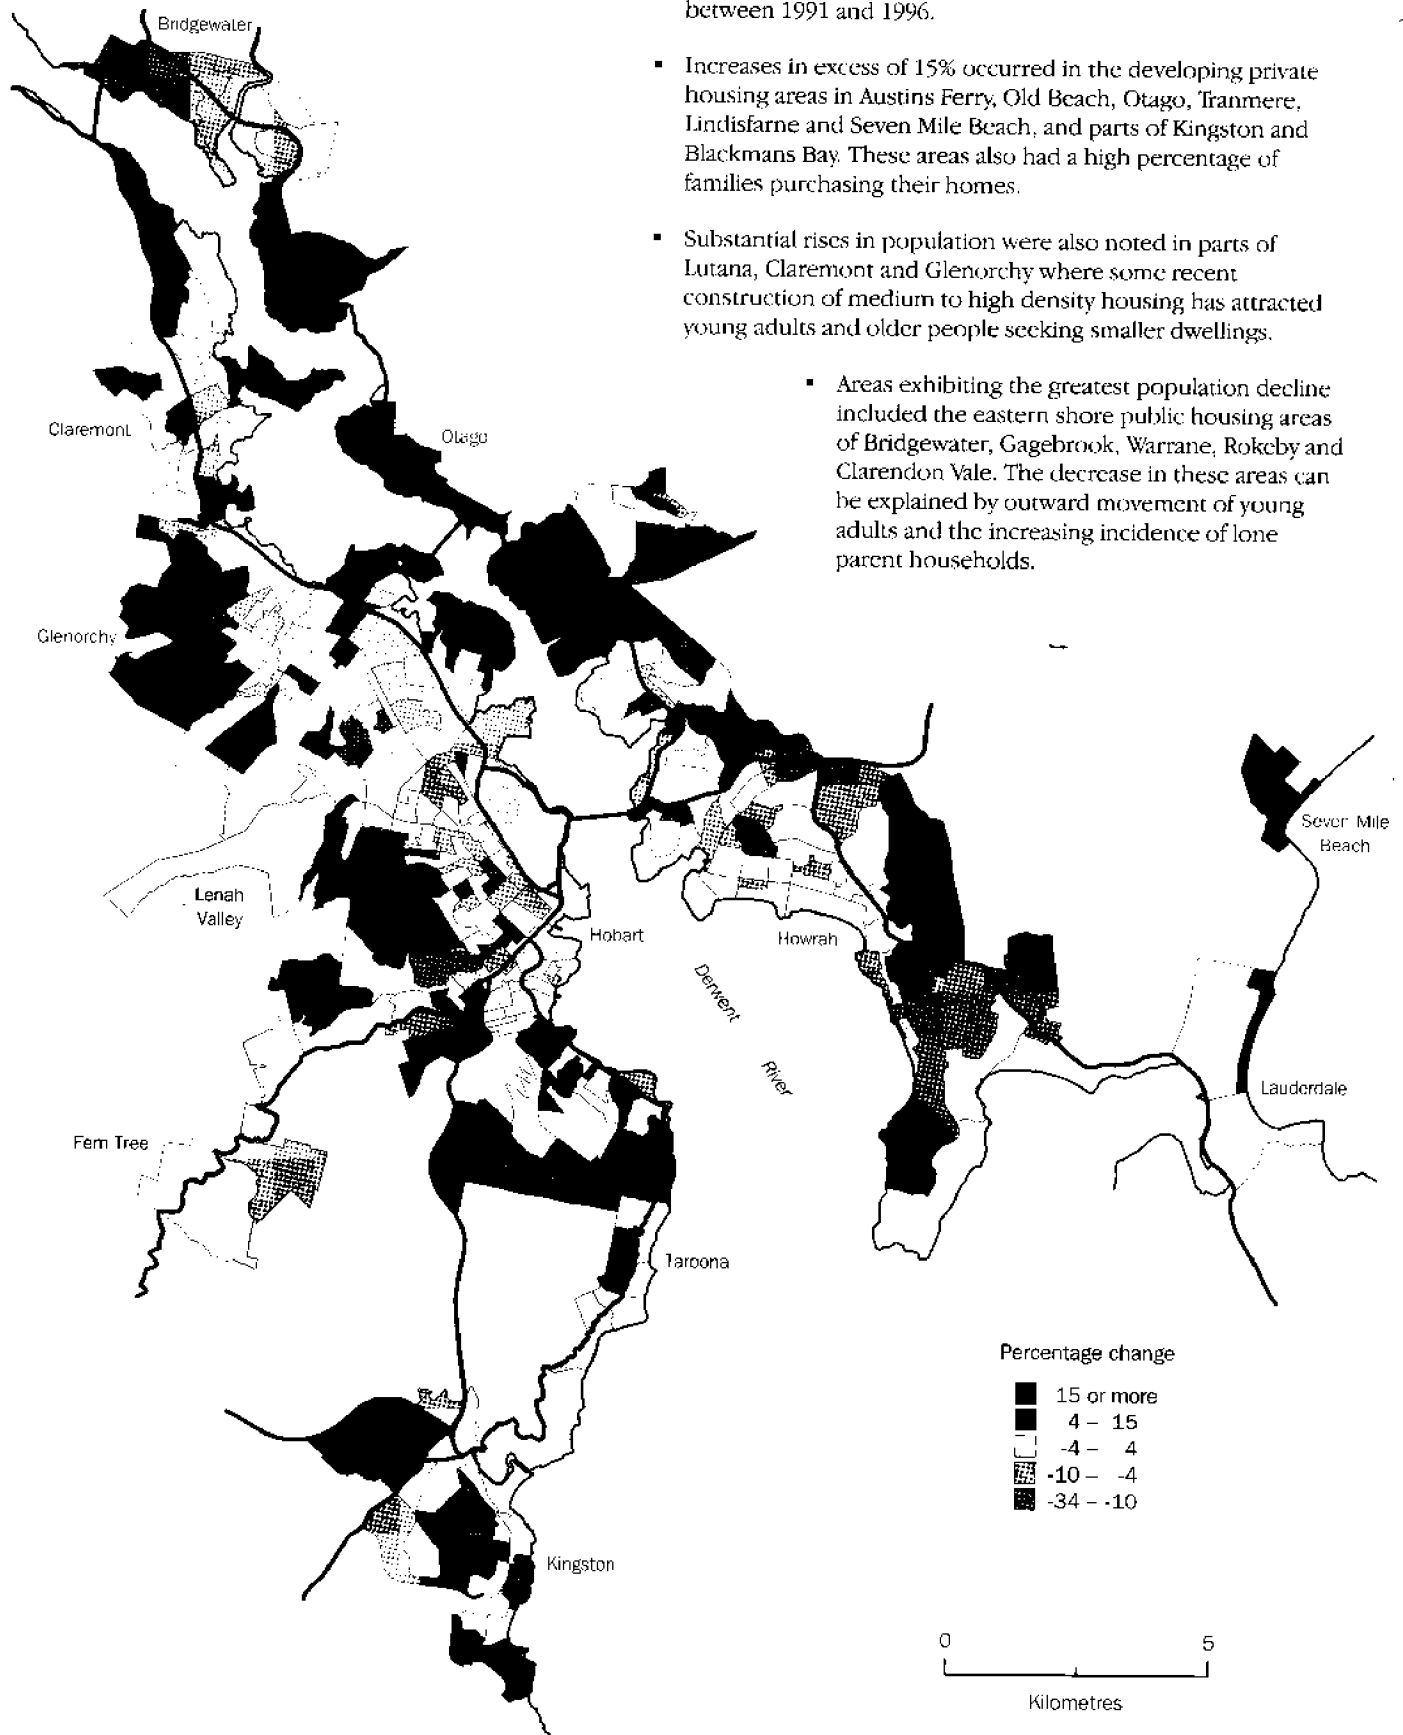 between 1991 and 1996.
▪ Increases in excess of 15% occurred in the developing private
housing areas in Austins Ferry, Old Beach, Otago, Tranmere,
Lindisfarne and Seven Mile Beach, and parts of Kingston and
Blackmans Bay. These areas also had a high percentage of
families purchasing their homes.
▪ Substantial rises in population were also noted in parts of
Lutana, Claremont and Glenorchy where some recent
construction of medium to high density housing has attracted
young adults and older people seeking smaller dwellings.
▪ Areas exhibiting the greatest population decline
included the eastern shore public housing areas
of Bridgewater, Gagebrook, Warrane, Rokeby and
Clarendon Vale. The decrease in these areas can
be explained by outward movement of young
adults and the increasing incidence of lone
parent households.
Bridgewater
Claremont
Otago
Glenorchy
Seven Mile
Beach
Lenah
Valley
Hobart
Howrah
Derwent
River
Lauderdale
Fern Tree
Taroona
Kingston
Percentage change
15 or more
4 – 15
-4 – 4
-10 – -4
-34 – -10
0 5
Kilometres